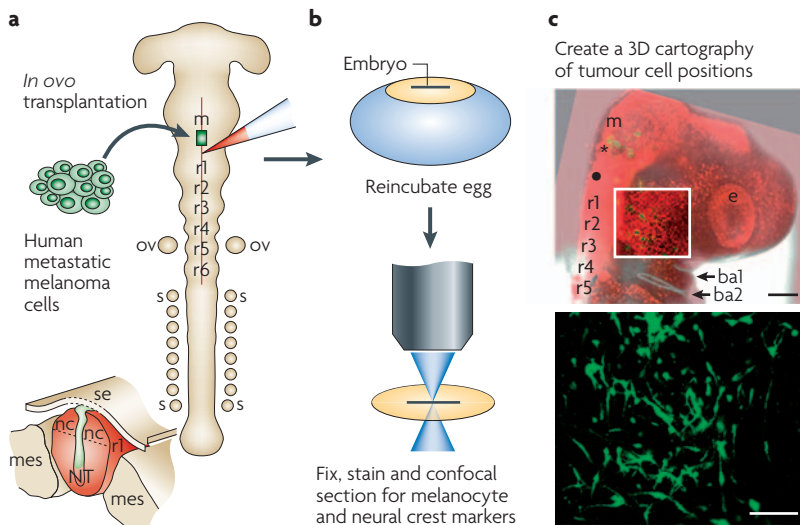 a
In ovo
transplantation
m
r1
r2
r3
r4
ov r5 ov
r6
Human
metastatic
melanoma
cells
s s
s s
se
nc nc r1
mes
NT
mes
b
Embryo
Reincubate egg
Fix, stain and confocal
section for melanocyte
and neural crest markers
c
Create a 3D cartography
of tumour cell positions
m
*
e
r1
r2
r3
r4
r5
ba1
ba2